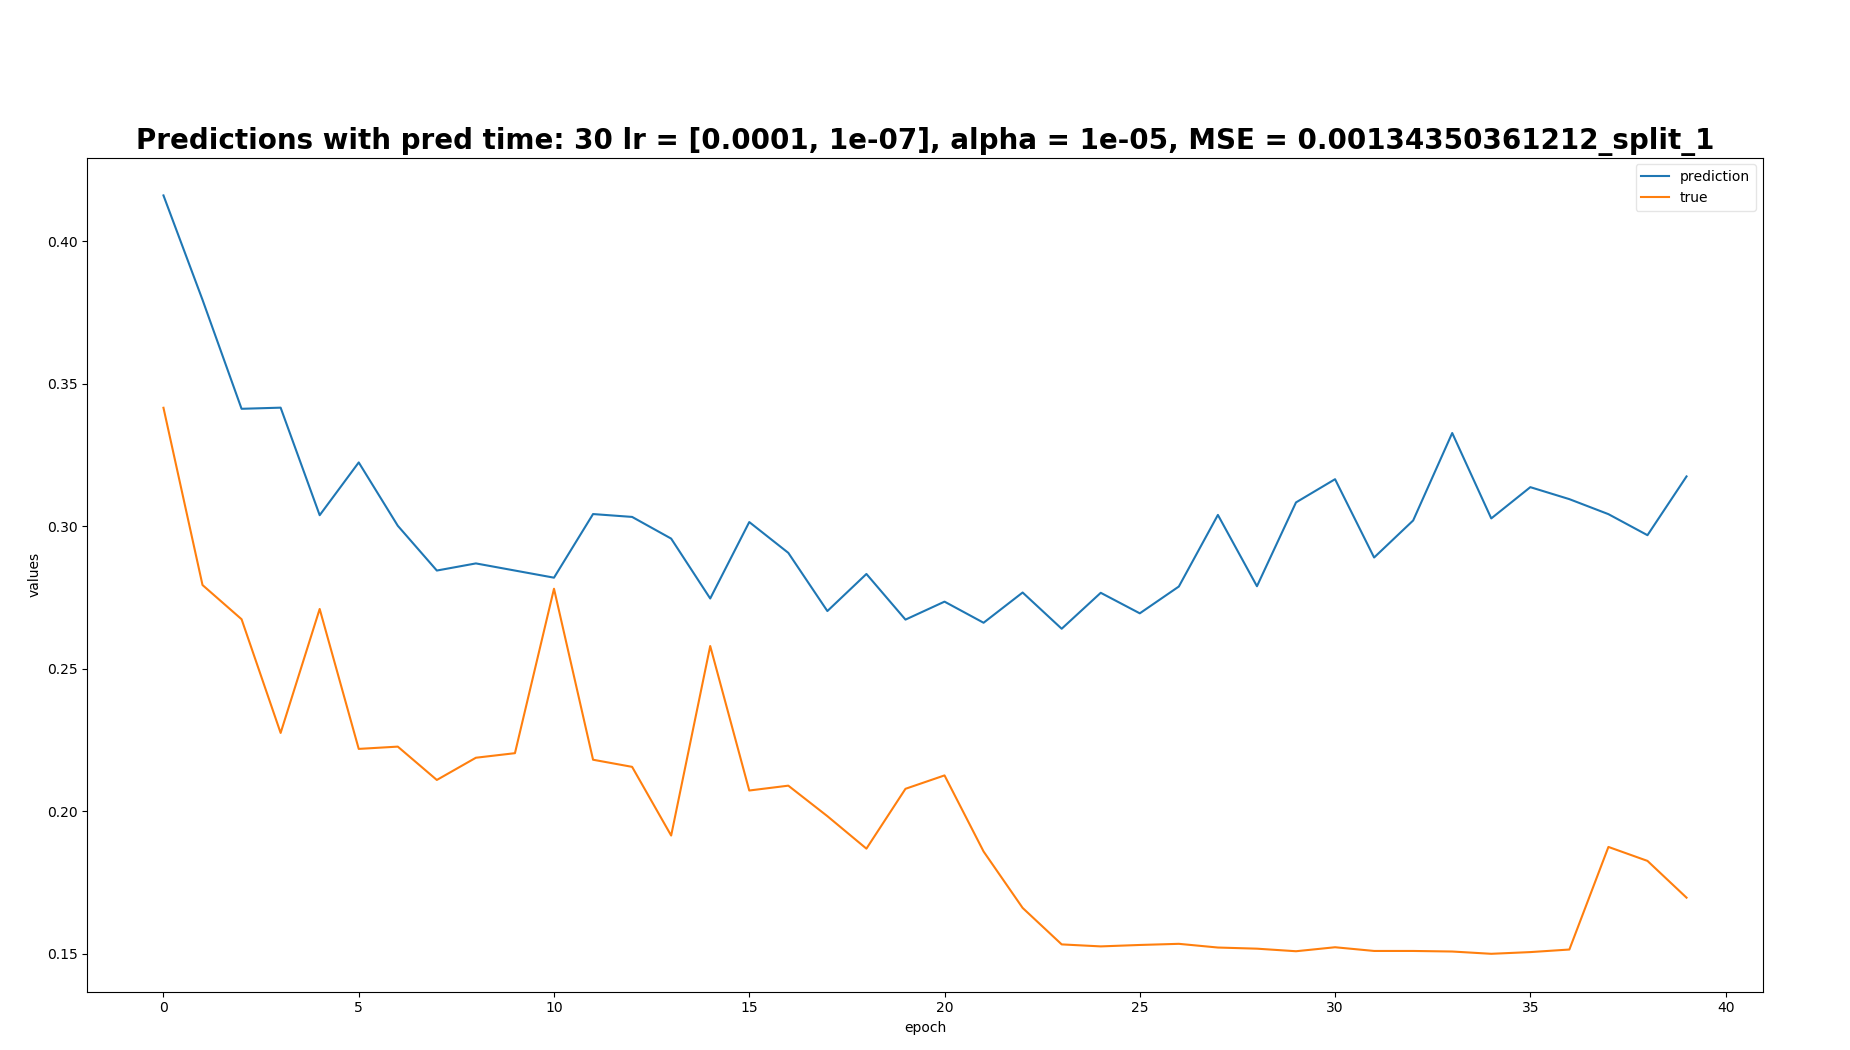 Predictions with pred time: 30 lr = [0.0001, 1e-07], alpha = 1e-05, MSE = 0.00134350361212_split_1
prediction
true
0.40
0.35
0.30
0.25
0.20
0.15
values
0 5 10 15 20 25 30 35 40
epoch